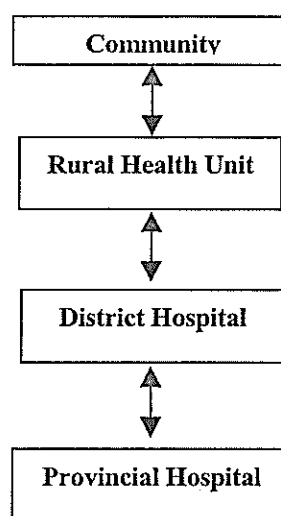 Community
Rural Health Unit
District Hospital
Provincial Hospital